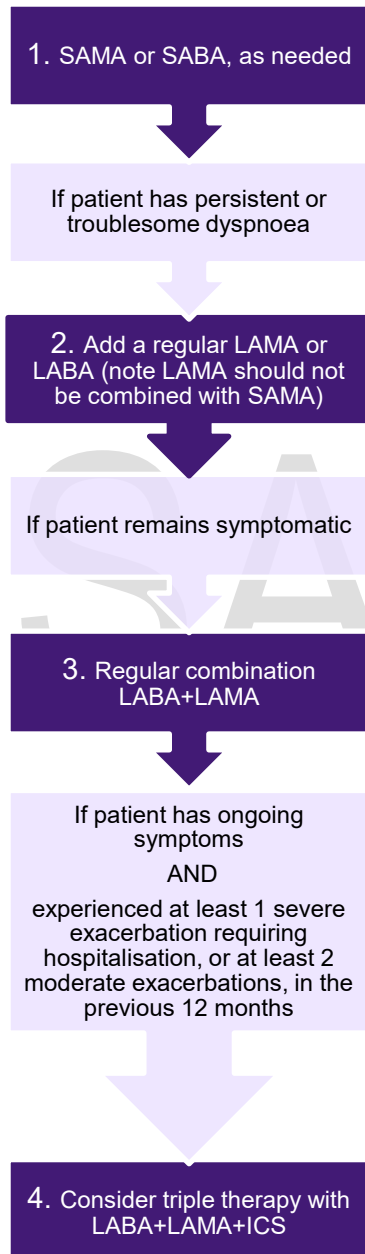 1. SAMA or SABA, as needed
If patient has persistent or
troublesome dyspnoea
2. Add a regular LAMA or
LABA (note LAMA should not
be combined with SAMA)
If patient remains symptomatic
3. Regular combination
LABA+LAMA
If patient has ongoing
symptoms
AND
experienced at least 1 severe
exacerbation requiring
hospitalisation, or at least 2
moderate exacerbations, in the
previous 12 months
4. Consider triple therapy with
LABA+LAMA+ICS